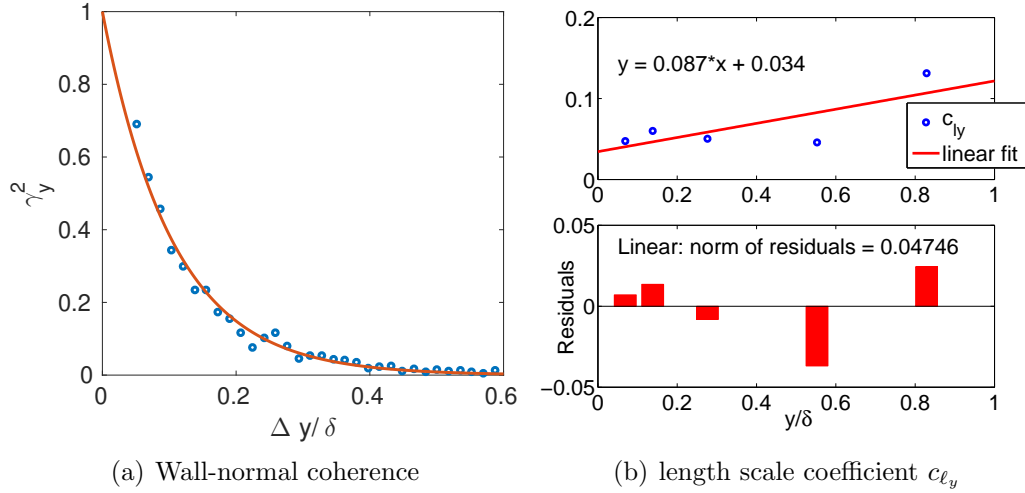 1
0.8
0.6
0.4
0.2
0
γ²_y
0 0.2 0.4 0.6
Δ y/ δ
(a) Wall-normal coherence
0.2
0.1
0
y = 0.087*x + 0.034
c_ly
linear fit
0 0.2 0.4 0.6 0.8 1
0.05
0
−0.05
Residuals
Linear: norm of residuals = 0.04746
0 0.2 0.4 0.6 0.8 1
y/δ
(b) length scale coefficient c_ℓ_y